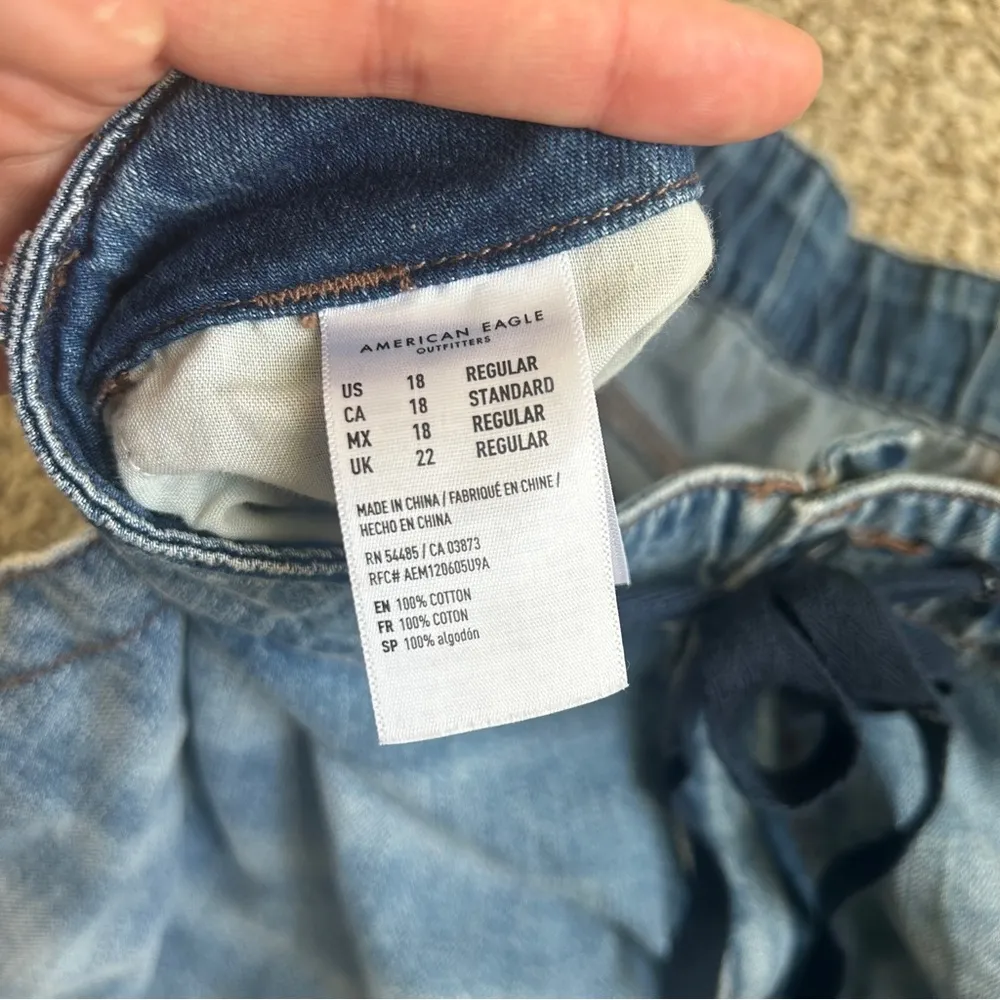 AMERICAN EAGLE
OUTFITTERS
US 18 REGULAR
CA 18 STANDARD
MX 18 REGULAR
UK 22 REGULAR
MADE IN CHINA / FABRIQUÉ EN CHINE /
HECHO EN CHINA
RN 54485 / CA 03873
RFC# AEM120605U9A
EN 100% COTTON
FR 100% COTON
SP 100% algodón